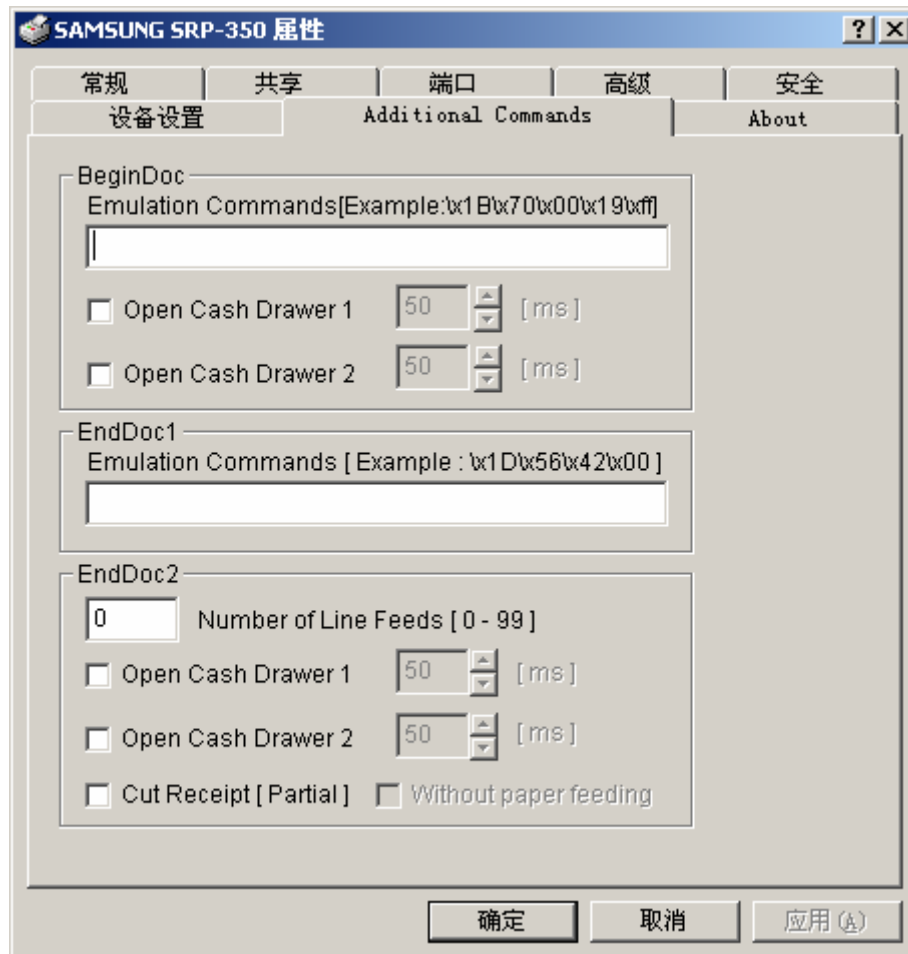 SAMSUNG SRP-350 属性
常规 共享 端口 高级 安全
设备设置 Additional Commands About
BeginDoc
Emulation Commands[Example:\x1B\x70\x00\x19\xff]
Open Cash Drawer 1 50 [ms]
Open Cash Drawer 2 50 [ms]
EndDoc1
Emulation Commands [ Example : \x1D\x56\x42\x00 ]
EndDoc2
0 Number of Line Feeds [ 0 - 99 ]
Open Cash Drawer 1 50 [ms]
Open Cash Drawer 2 50 [ms]
Cut Receipt [ Partial ] Without paper feeding
确定 取消 应用(A)